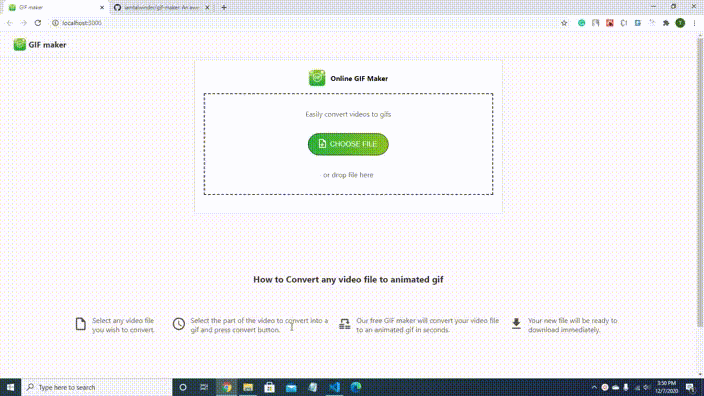 GIF maker
iamtalwinder/gif-maker: An awe
localhost:3000
GIF maker
Online GIF Maker
Easily convert videos to gifs
CHOOSE FILE
or drop file here
How to Convert any video file to animated gif
Select any video file
you wish to convert.
Select the part of the video to convert into a
gif and press convert button.
Our free GIF maker will convert your video file
to an animated gif in seconds.
Your new file will be ready to
download immediately.
Type here to search
3:50 PM
12/7/2020